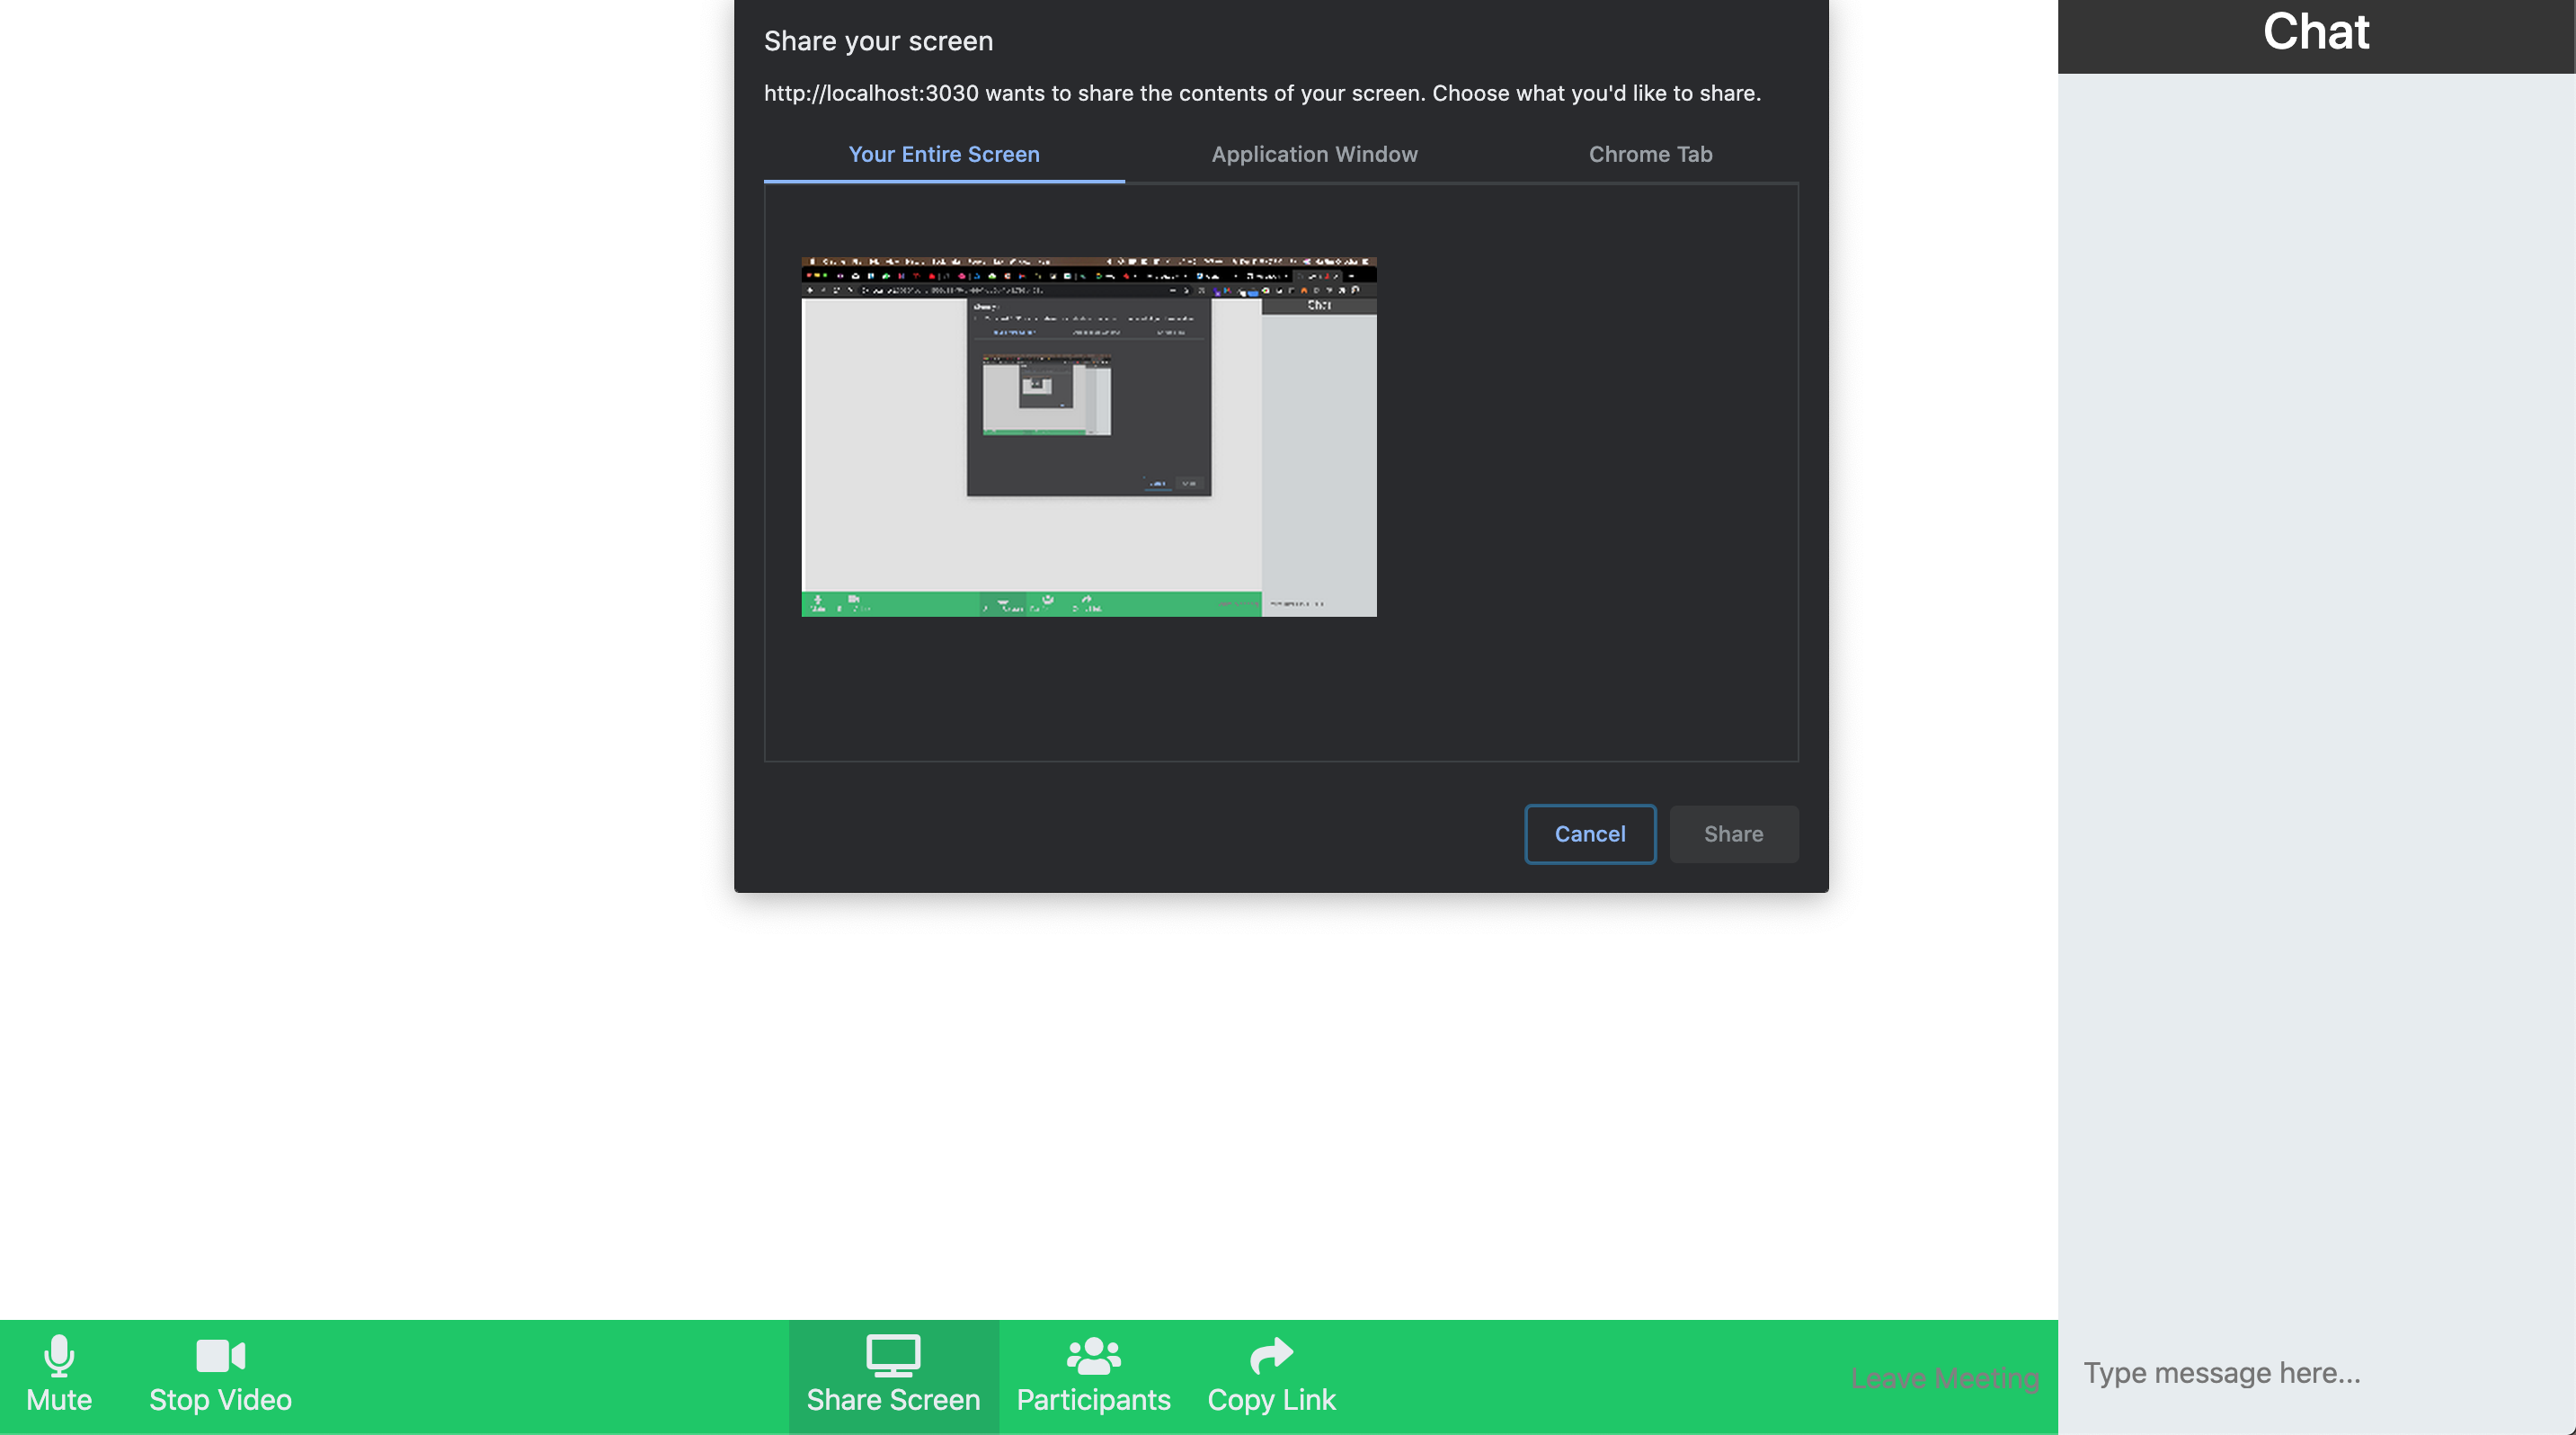 Share your screen
http://localhost:3030 wants to share the contents of your screen. Choose what you'd like to share.
Your Entire Screen
Application Window
Chrome Tab
Chat
Cancel
Share
Chat
Mute
Stop Video
Share Screen
Participants
Copy Link
Leave Meeting
Type message here...